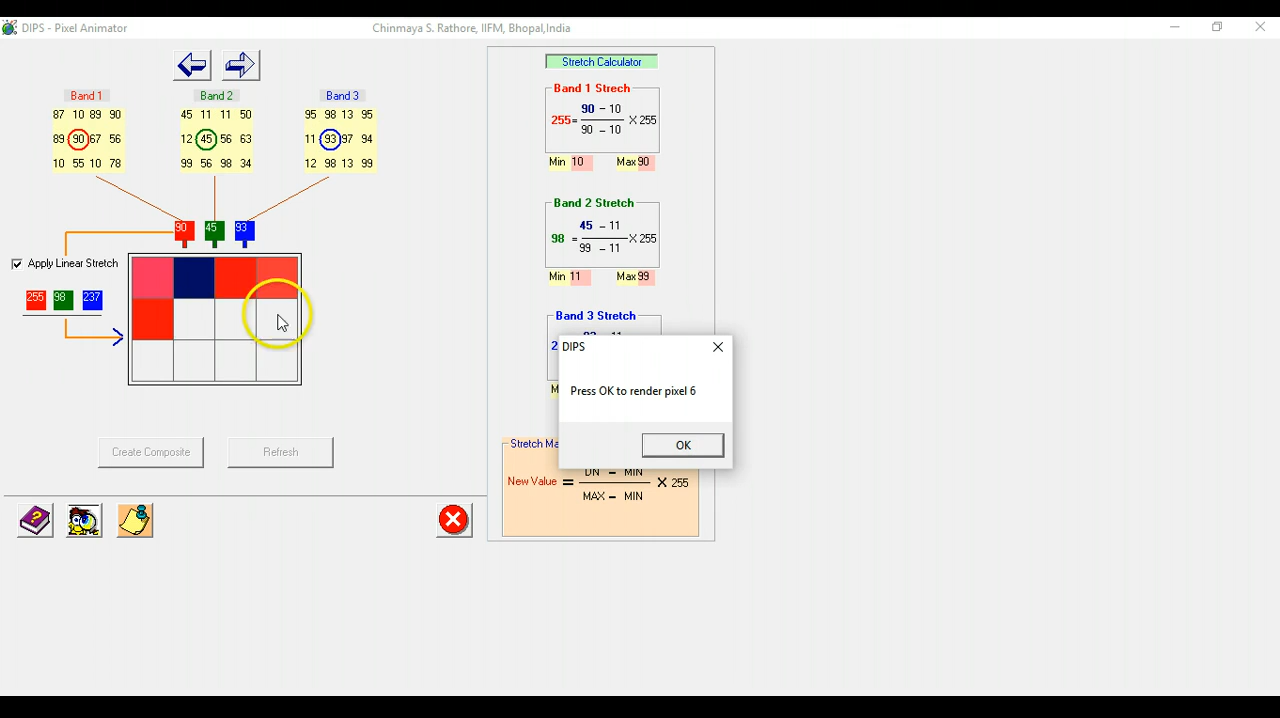 DIPS - Pixel Animator
Chinmaya S. Rathore, IIFM, Bhopal,India
Band 1
87 10 89 90
89 90 67 56
10 55 10 78
Band 2
45 11 11 50
12 45 56 63
99 56 98 34
Band 3
95 98 13 95
11 93 97 94
12 98 13 99
90
45
93
Apply Linear Stretch
255
98
237
Create Composite
Refresh
Stretch Calculator
Band 1 Strech
90 – 10
255= X 255
90 – 10
Min 10 Max 90
Band 2 Stretch
45 – 11
98 = X 255
99 – 11
Min 11 Max 99
Band 3 Stretch
DIPS
Press OK to render pixel 6
OK
DN – MIN
New Value = X 255
MAX – MIN